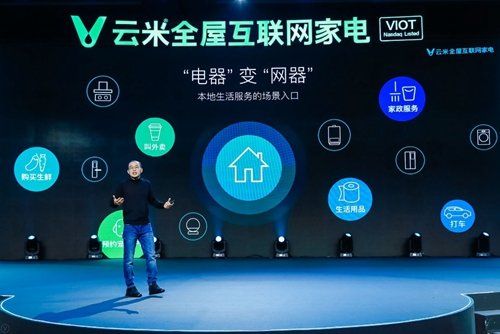 云米全屋互联网家电
VIOT
Nasdaq Listed
云米全屋互联网家电
“电器”变“网器”
本地生活服务的场景入口
家政服务
叫外卖
购买生鲜
生活用品
打车
预约